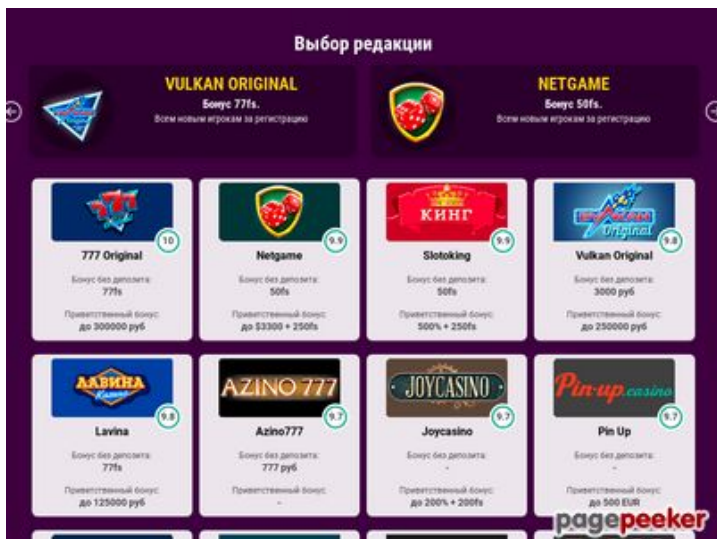 Выбор редакции
VULKAN ORIGINAL
Бонус 77fs.
Всем новым игрокам за регистрацию
NETGAME
Бонус 50fs.
Всем новым игрокам за регистрацию
777
10
777 Original
Бонус без депозита:
77fs
Приветственный бонус:
до 300000 руб
9.9
Netgame
Бонус без депозита:
50fs
Приветственный бонус:
до $3300 + 250fs
КИНГ
9.9
Slotoking
Бонус без депозита:
50fs
Приветственный бонус:
500% + 250fs
Original
9.8
Vulkan Original
Бонус без депозита:
3000 руб
Приветственный бонус:
до 250000 руб
ЛАВИНА
Казино
9.8
Lavina
Бонус без депозита:
77fs
Приветственный бонус:
до 125000 руб
AZINO 777
9.7
Azino777
Бонус без депозита:
777 руб
Приветственный бонус:
-
JOYCASINO
9.7
Joycasino
Бонус без депозита:
-
Приветственный бонус:
до 200% + 200fs
Pin-up.casino
9.7
Pin Up
Бонус без депозита:
-
Приветственный бонус:
до 500 EUR
pagepeeker